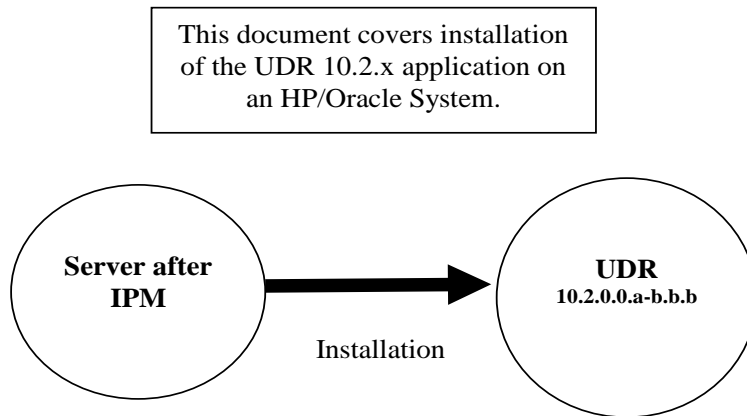 This document covers installation
of the UDR 10.2.x application on
an HP/Oracle System.
Server after
IPM
Installation
UDR
10.2.0.0.a-b.b.b